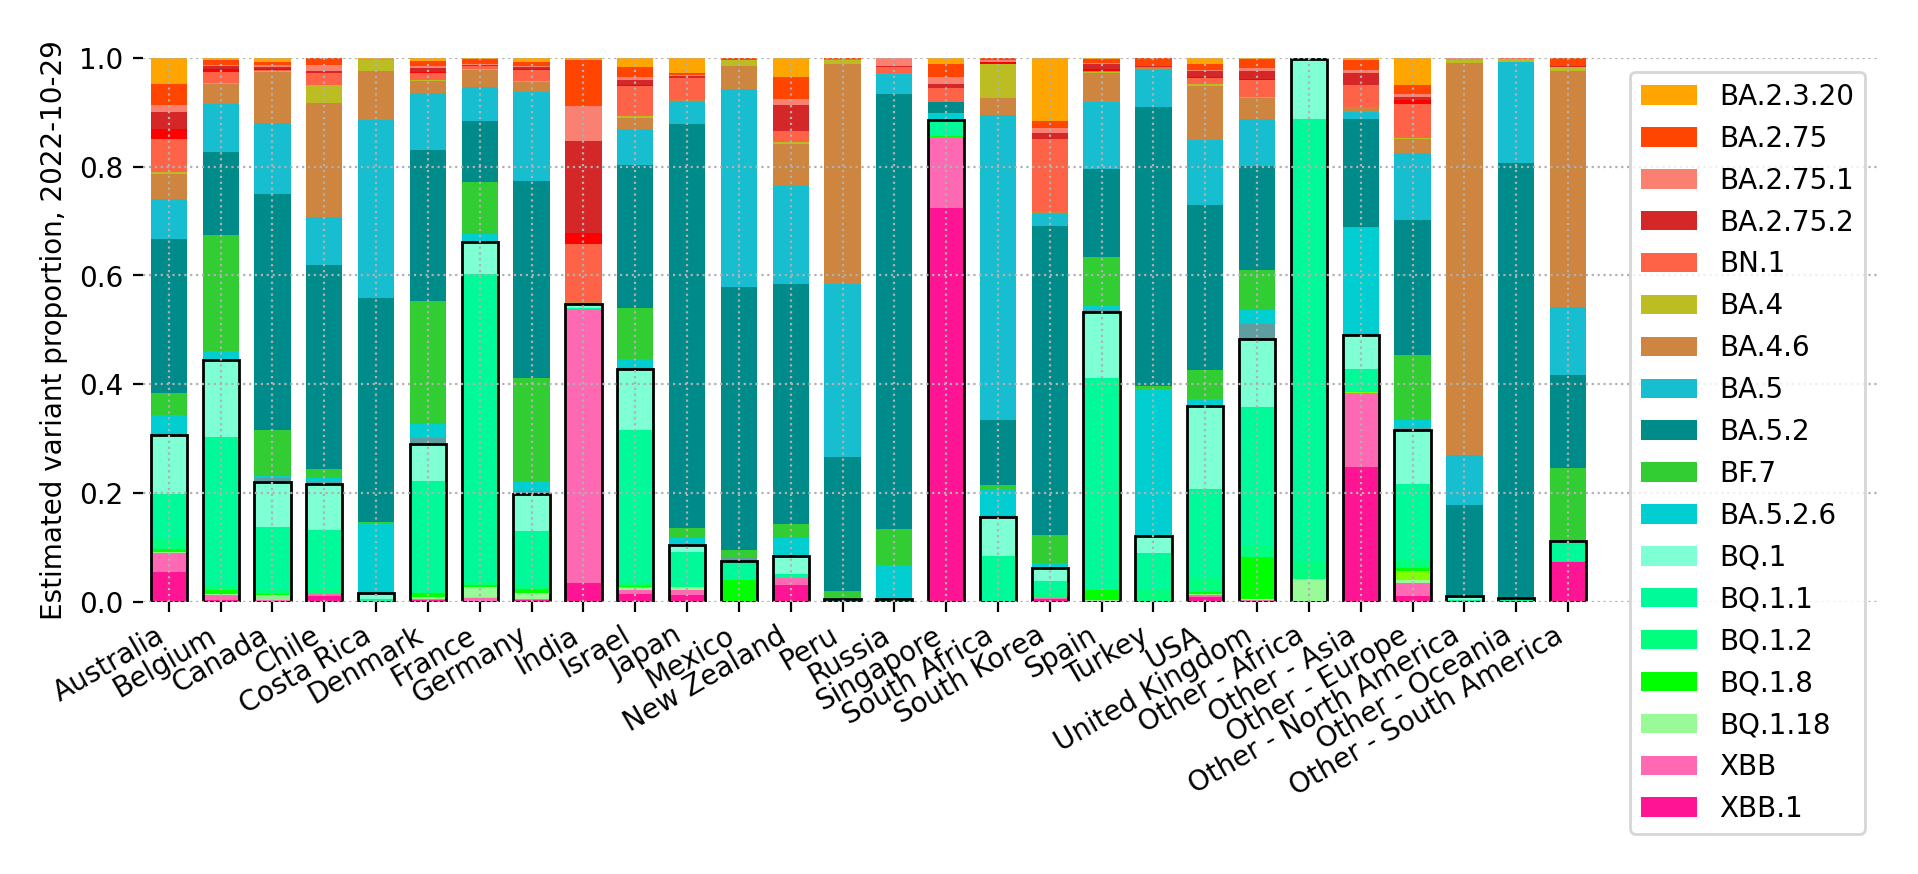 Estimated variant proportion, 2022-10-29
1.0
0.8
0.6
0.4
0.2
0.0
Australia
Belgium
Canada
Chile
Costa Rica
Denmark
France
Germany
India
Israel
Japan
Mexico
New Zealand
Peru
Russia
Singapore
South Africa
South Korea
Spain
Turkey
USA
United Kingdom
Other - Africa
Other - Asia
Other - Europe
Other - North America
Other - Oceania
Other - South America
BA.2.3.20
BA.2.75
BA.2.75.1
BA.2.75.2
BN.1
BA.4
BA.4.6
BA.5
BA.5.2
BF.7
BA.5.2.6
BQ.1
BQ.1.1
BQ.1.2
BQ.1.8
BQ.1.18
XBB
XBB.1